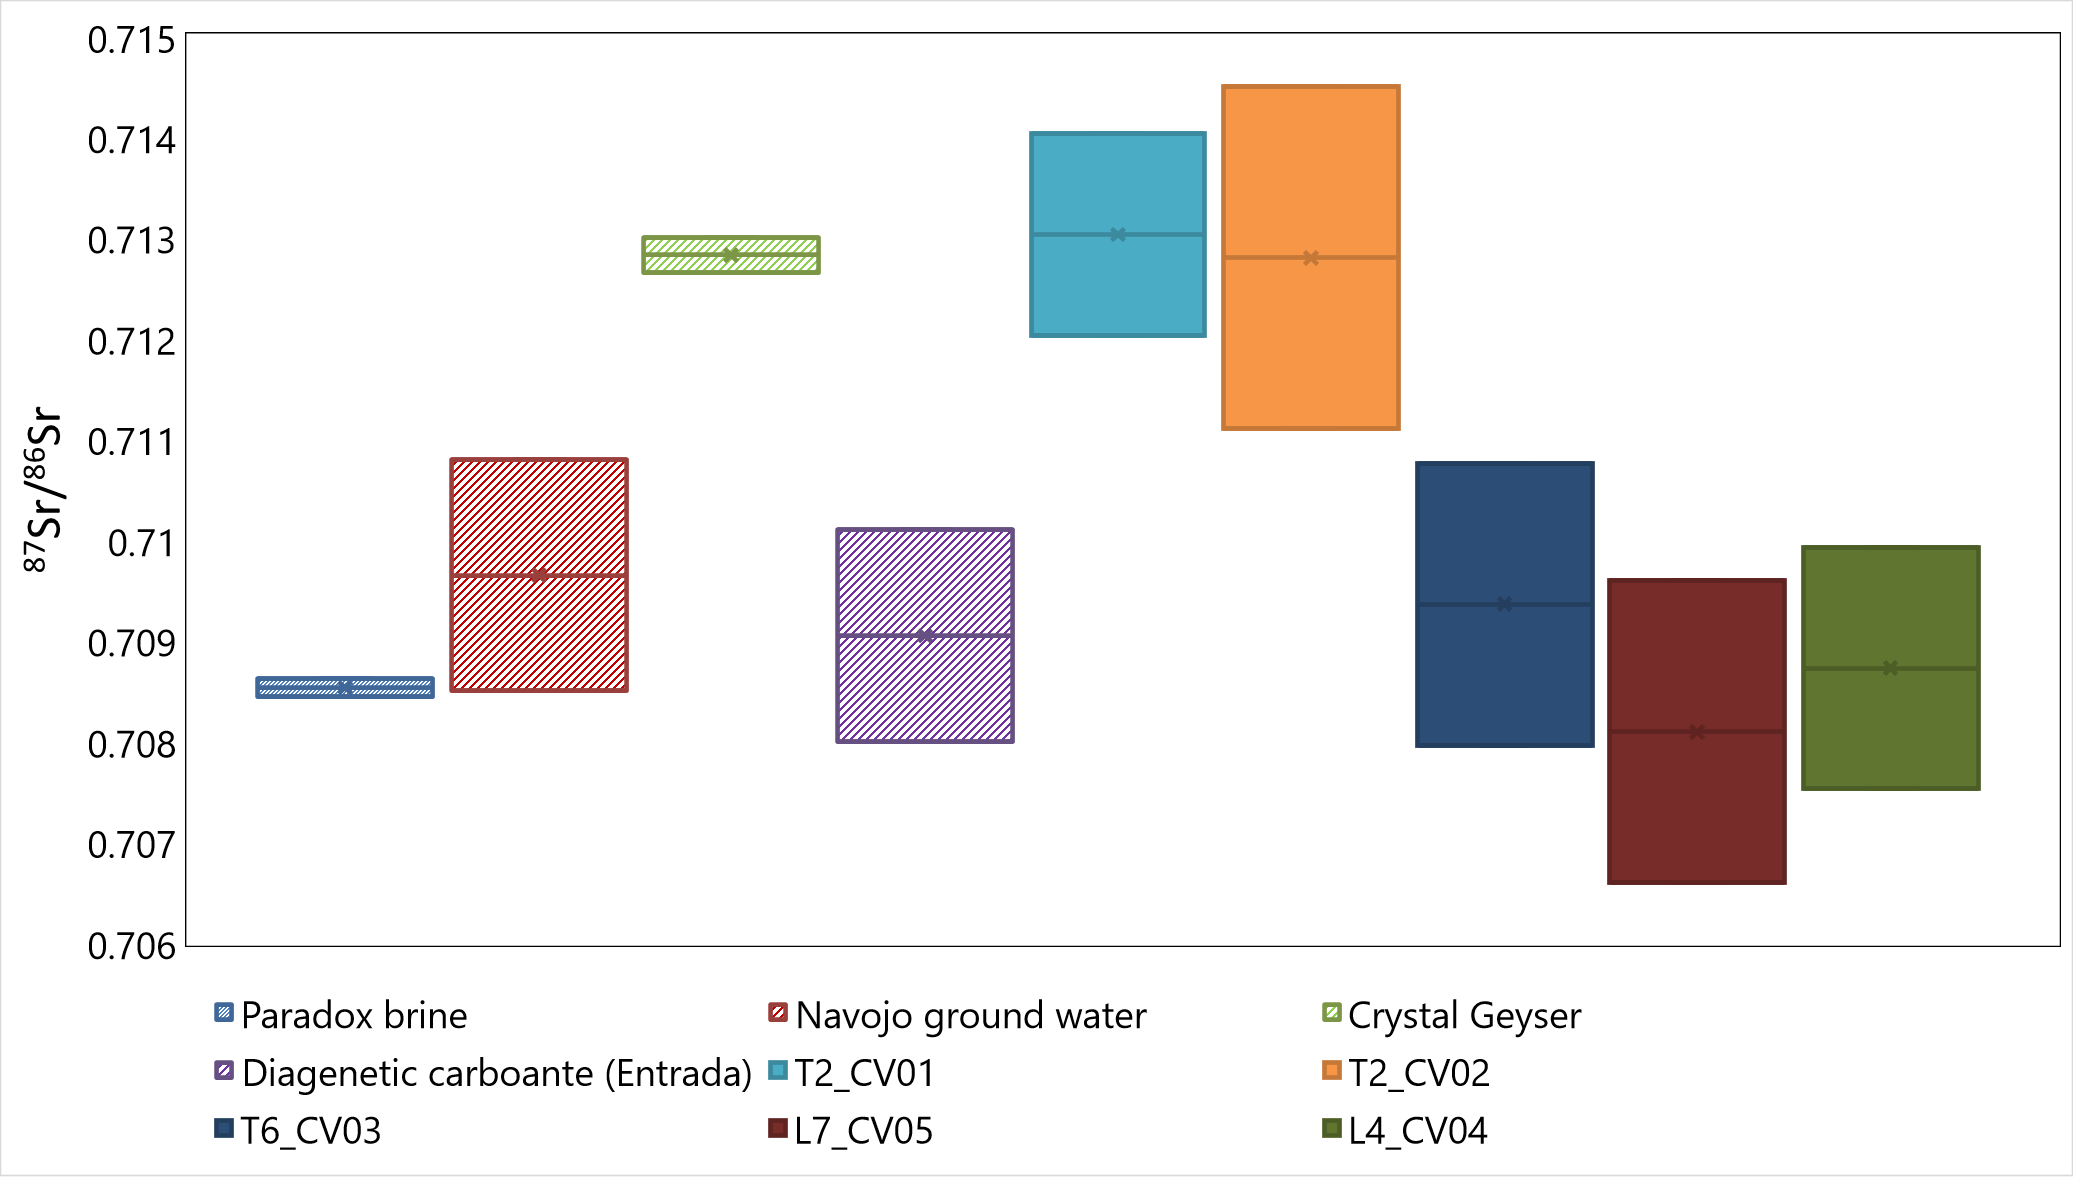 0.715
0.714
0.713
0.712
0.711
0.71
0.709
0.708
0.707
0.706
⁸⁷Sr/⁸⁶Sr
Paradox brine Navojo ground water Crystal Geyser
Diagenetic carboante (Entrada) T2_CV01 T2_CV02
T6_CV03 L7_CV05 L4_CV04